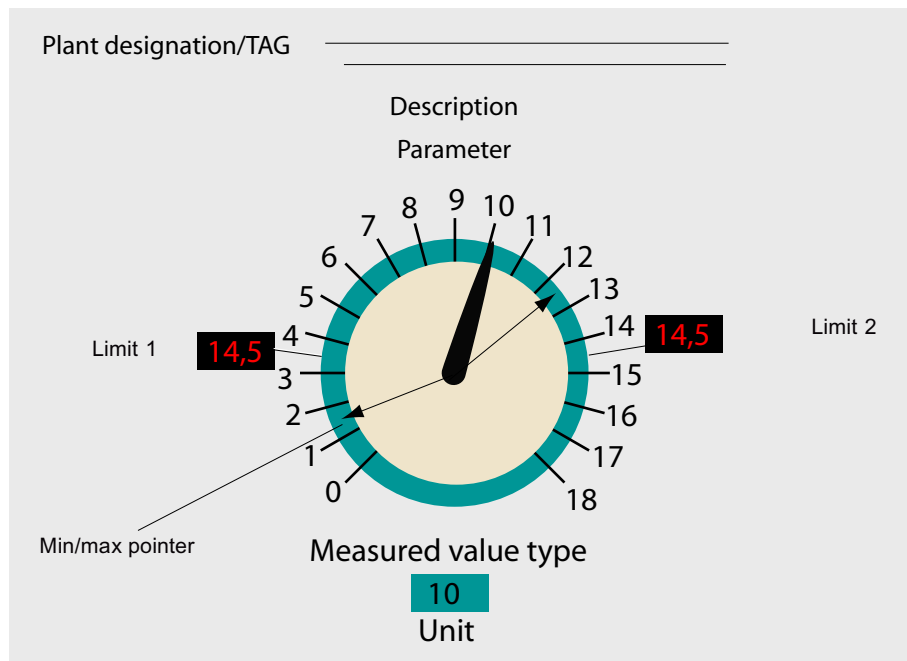 Plant designation/TAG
Description
Parameter
9
8
10
7
11
6
12
5
13
4
14
Limit 1
14,5
14,5
Limit 2
3
15
2
16
1
17
0
18
Min/max pointer
Measured value type
10
Unit